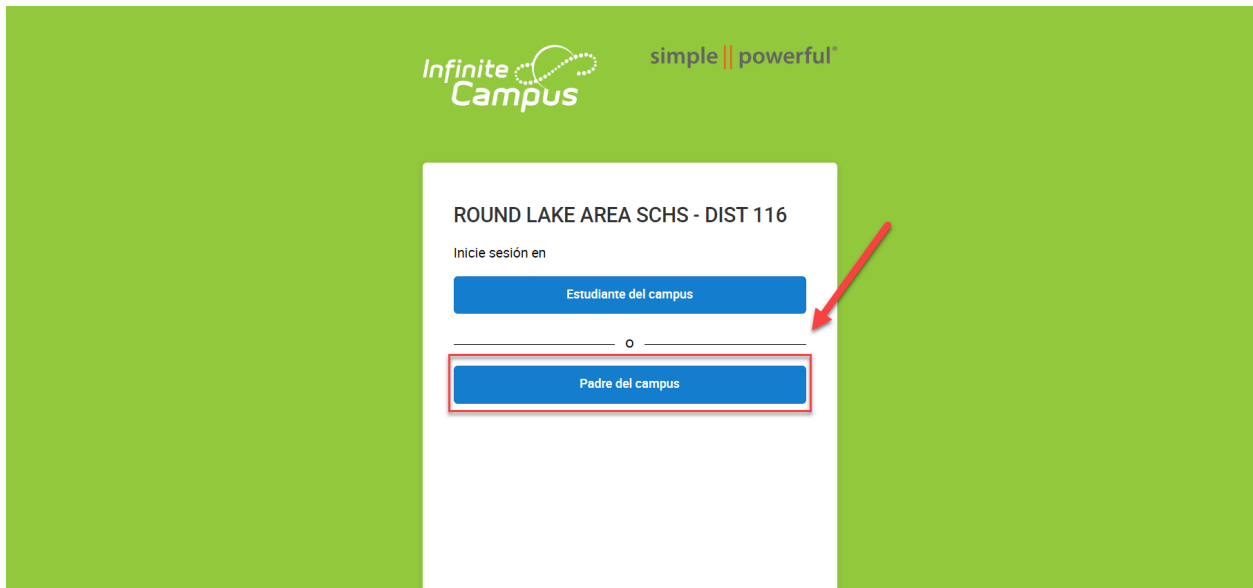 Infinite
Campus
simple || powerful®
ROUND LAKE AREA SCHS - DIST 116
Inicie sesión en
Estudiante del campus
O
Padre del campus